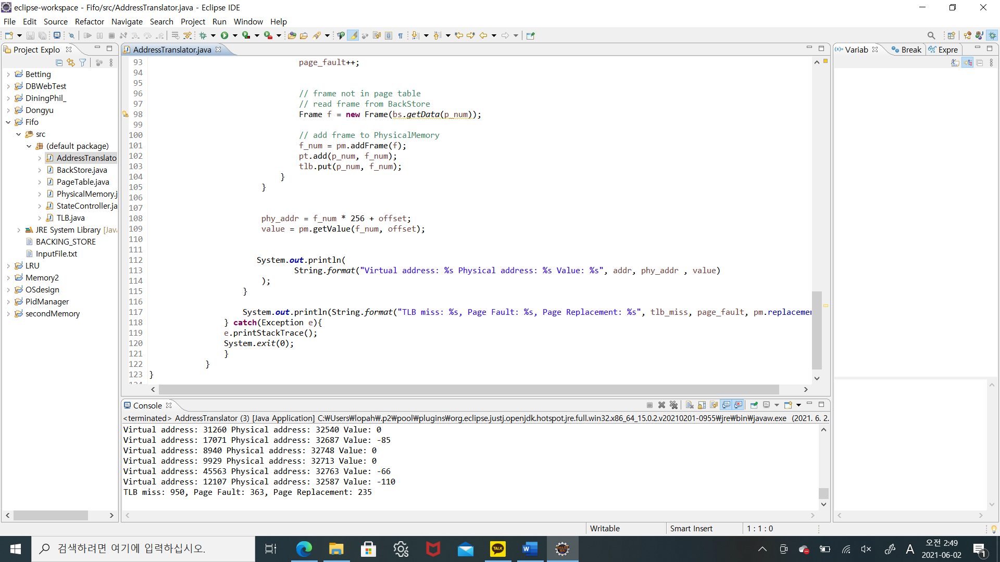 eclipse-workspace - Fifo/src/AddressTranslator.java - Eclipse IDE
File Edit Source Refactor Navigate Search Project Run Window Help
Project Explo
Betting
DBWebTest
DiningPhil_
Dongyu
Fifo
src
(default package)
AddressTranslato
BackStore.java
PageTable.java
PhysicalMemory.j
StateController.ja
TLB.java
JRE System Library [Java
BACKING_STORE
InputFile.txt
LRU
Memory2
OSdesign
PidManager
secondMemory
AddressTranslator.java
93 page_fault++;
94
95
96 // frame not in page table
97 // read frame from BackStore
98 Frame f = new Frame(bs.getData(p_num));
99
100 // add frame to PhysicalMemory
101 f_num = pm.addFrame(f);
102 pt.add(p_num, f_num);
103 tlb.put(p_num, f_num);
104 }
105 }
106
107
108 phy_addr = f_num * 256 + offset;
109 value = pm.getValue(f_num, offset);
110
111
112 System.out.println(
113 String.format("Virtual address: %s Physical address: %s Value: %s", addr, phy_addr , value)
114 );
115 }
116
117 System.out.println(String.format("TLB miss: %s, Page Fault: %s, Page Replacement: %s", tlb_miss, page_fault, pm.replacemen
118 } catch(Exception e){
119 e.printStackTrace();
120 System.exit(0);
121 }
122 }
123 }
Variab Break Expre
Console
<terminated> AddressTranslator (3) [Java Application] C:₩Users₩lopah₩.p2₩pool₩plugins₩org.eclipse.justj.openjdk.hotspot.jre.full.win32.x86_64_15.0.2.v20210201-0955₩jre₩bin₩javaw.exe (2021. 6. 2.
Virtual address: 31260 Physical address: 32540 Value: 0
Virtual address: 17071 Physical address: 32687 Value: -85
Virtual address: 8940 Physical address: 32748 Value: 0
Virtual address: 9929 Physical address: 32713 Value: 0
Virtual address: 45563 Physical address: 32763 Value: -66
Virtual address: 12107 Physical address: 32587 Value: -110
TLB miss: 950, Page Fault: 363, Page Replacement: 235
Writable Smart Insert 1 : 1 : 0
검색하려면 여기에 입력하십시오.
TALK
A
오전 2:49
2021-06-02
1